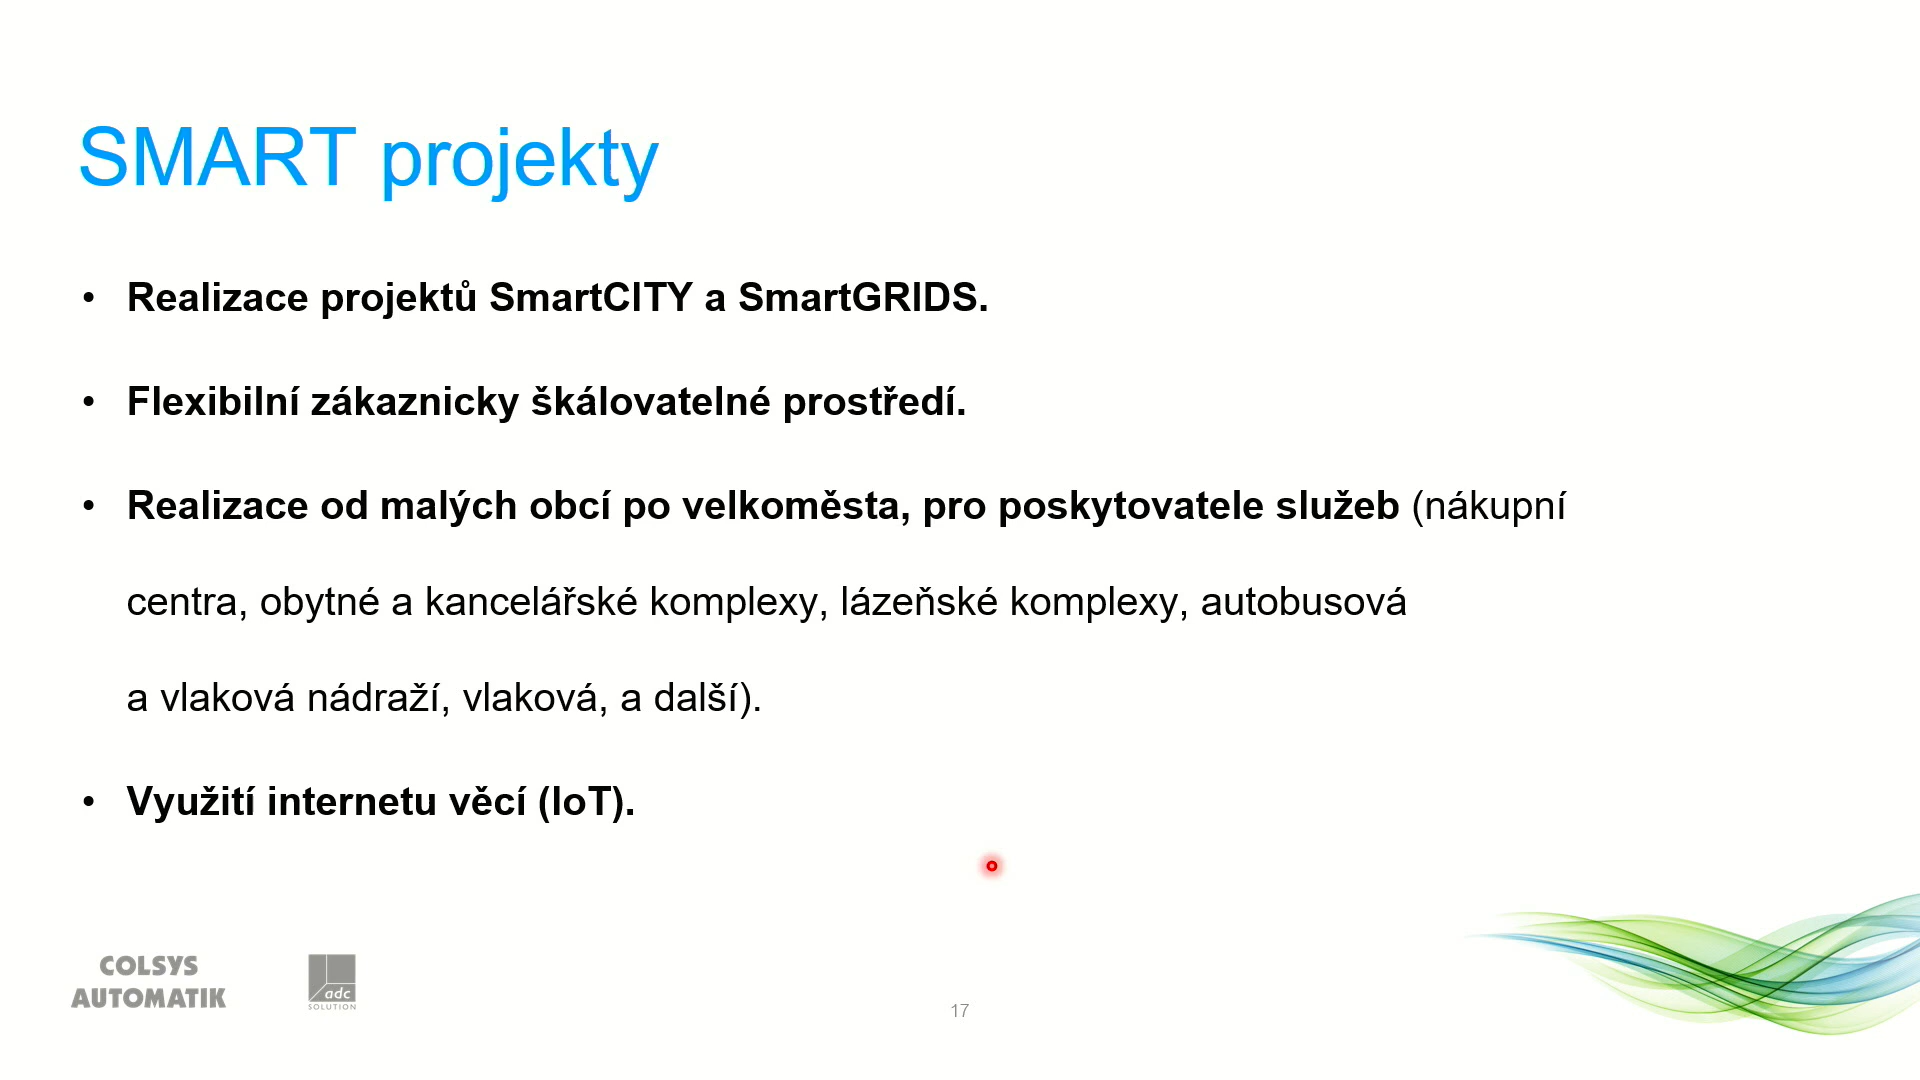 SMART projekty
• Realizace projektů SmartCITY a SmartGRIDS.
• Flexibilní zákaznicky škálovatelné prostředí.
• Realizace od malých obcí po velkoměsta, pro poskytovatele služeb (nákupní
centra, obytné a kancelářské komplexy, lázeňské komplexy, autobusová
a vlaková nádraží, vlaková, a další).
• Využití internetu věcí (IoT).
COLSYS
AUTOMATIK
adc
SOLUTION
17